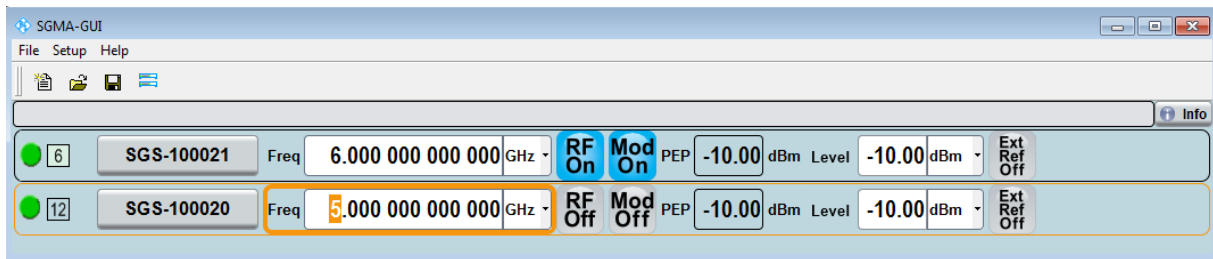 SGMA-GUI
File Setup Help
Info
6 SGS-100021 Freq 6.000 000 000 000 GHz RF On Mod On PEP -10.00 dBm Level -10.00 dBm Ext Ref Off
12 SGS-100020 Freq 5.000 000 000 000 GHz RF Off Mod Off PEP -10.00 dBm Level -10.00 dBm Ext Ref Off